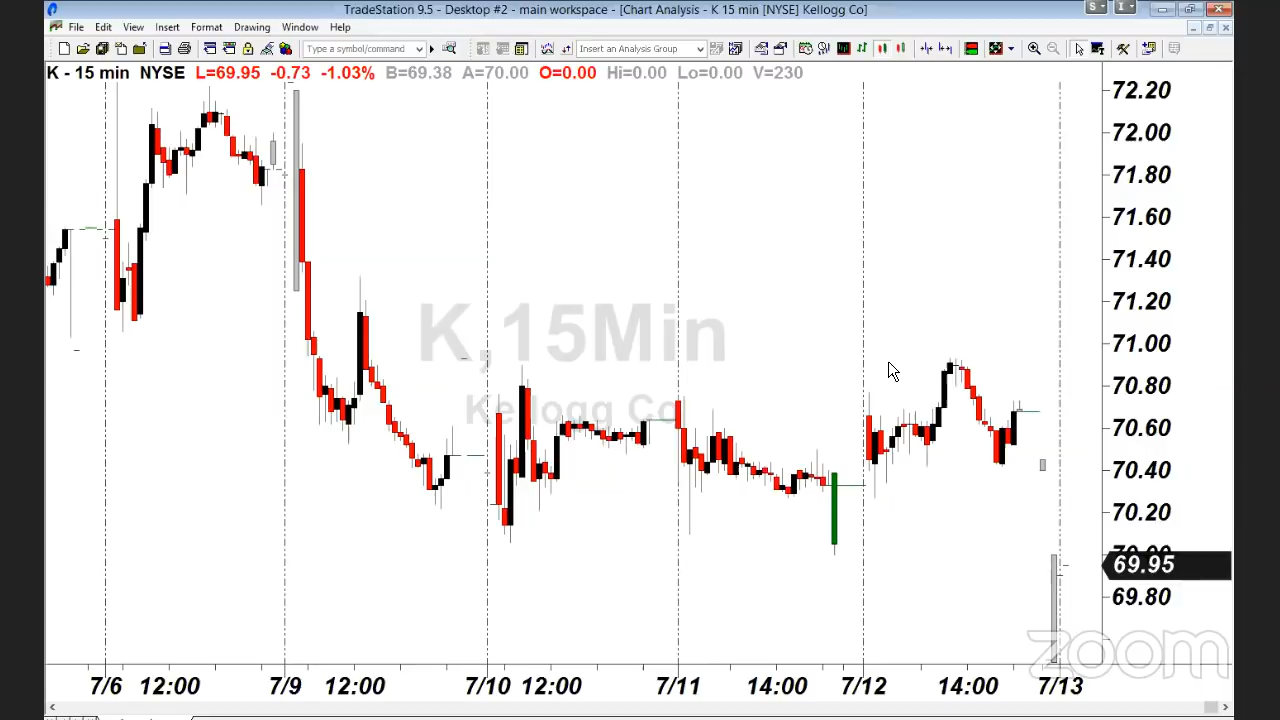 TradeStation 9.5 - Desktop #2 - main workspace - [Chart Analysis - K 15 min [NYSE] Kellogg Co]
S I
File Edit View Insert Format Drawing Window Help
Type a symbol/command Insert an Analysis Group
K - 15 min NYSE L=69.95 -0.73 -1.03% B=69.38 A=70.00 O=0.00 Hi=0.00 Lo=0.00 V=230
72.20
72.00
71.80
71.60
71.40
71.20
K,15Min
71.00
70.80
Kellogg Co
70.60
70.40
70.20
70.00
69.95
69.80
zoom
7/6 12:00 7/9 12:00 7/10 12:00 7/11 14:00 7/12 14:00 7/13